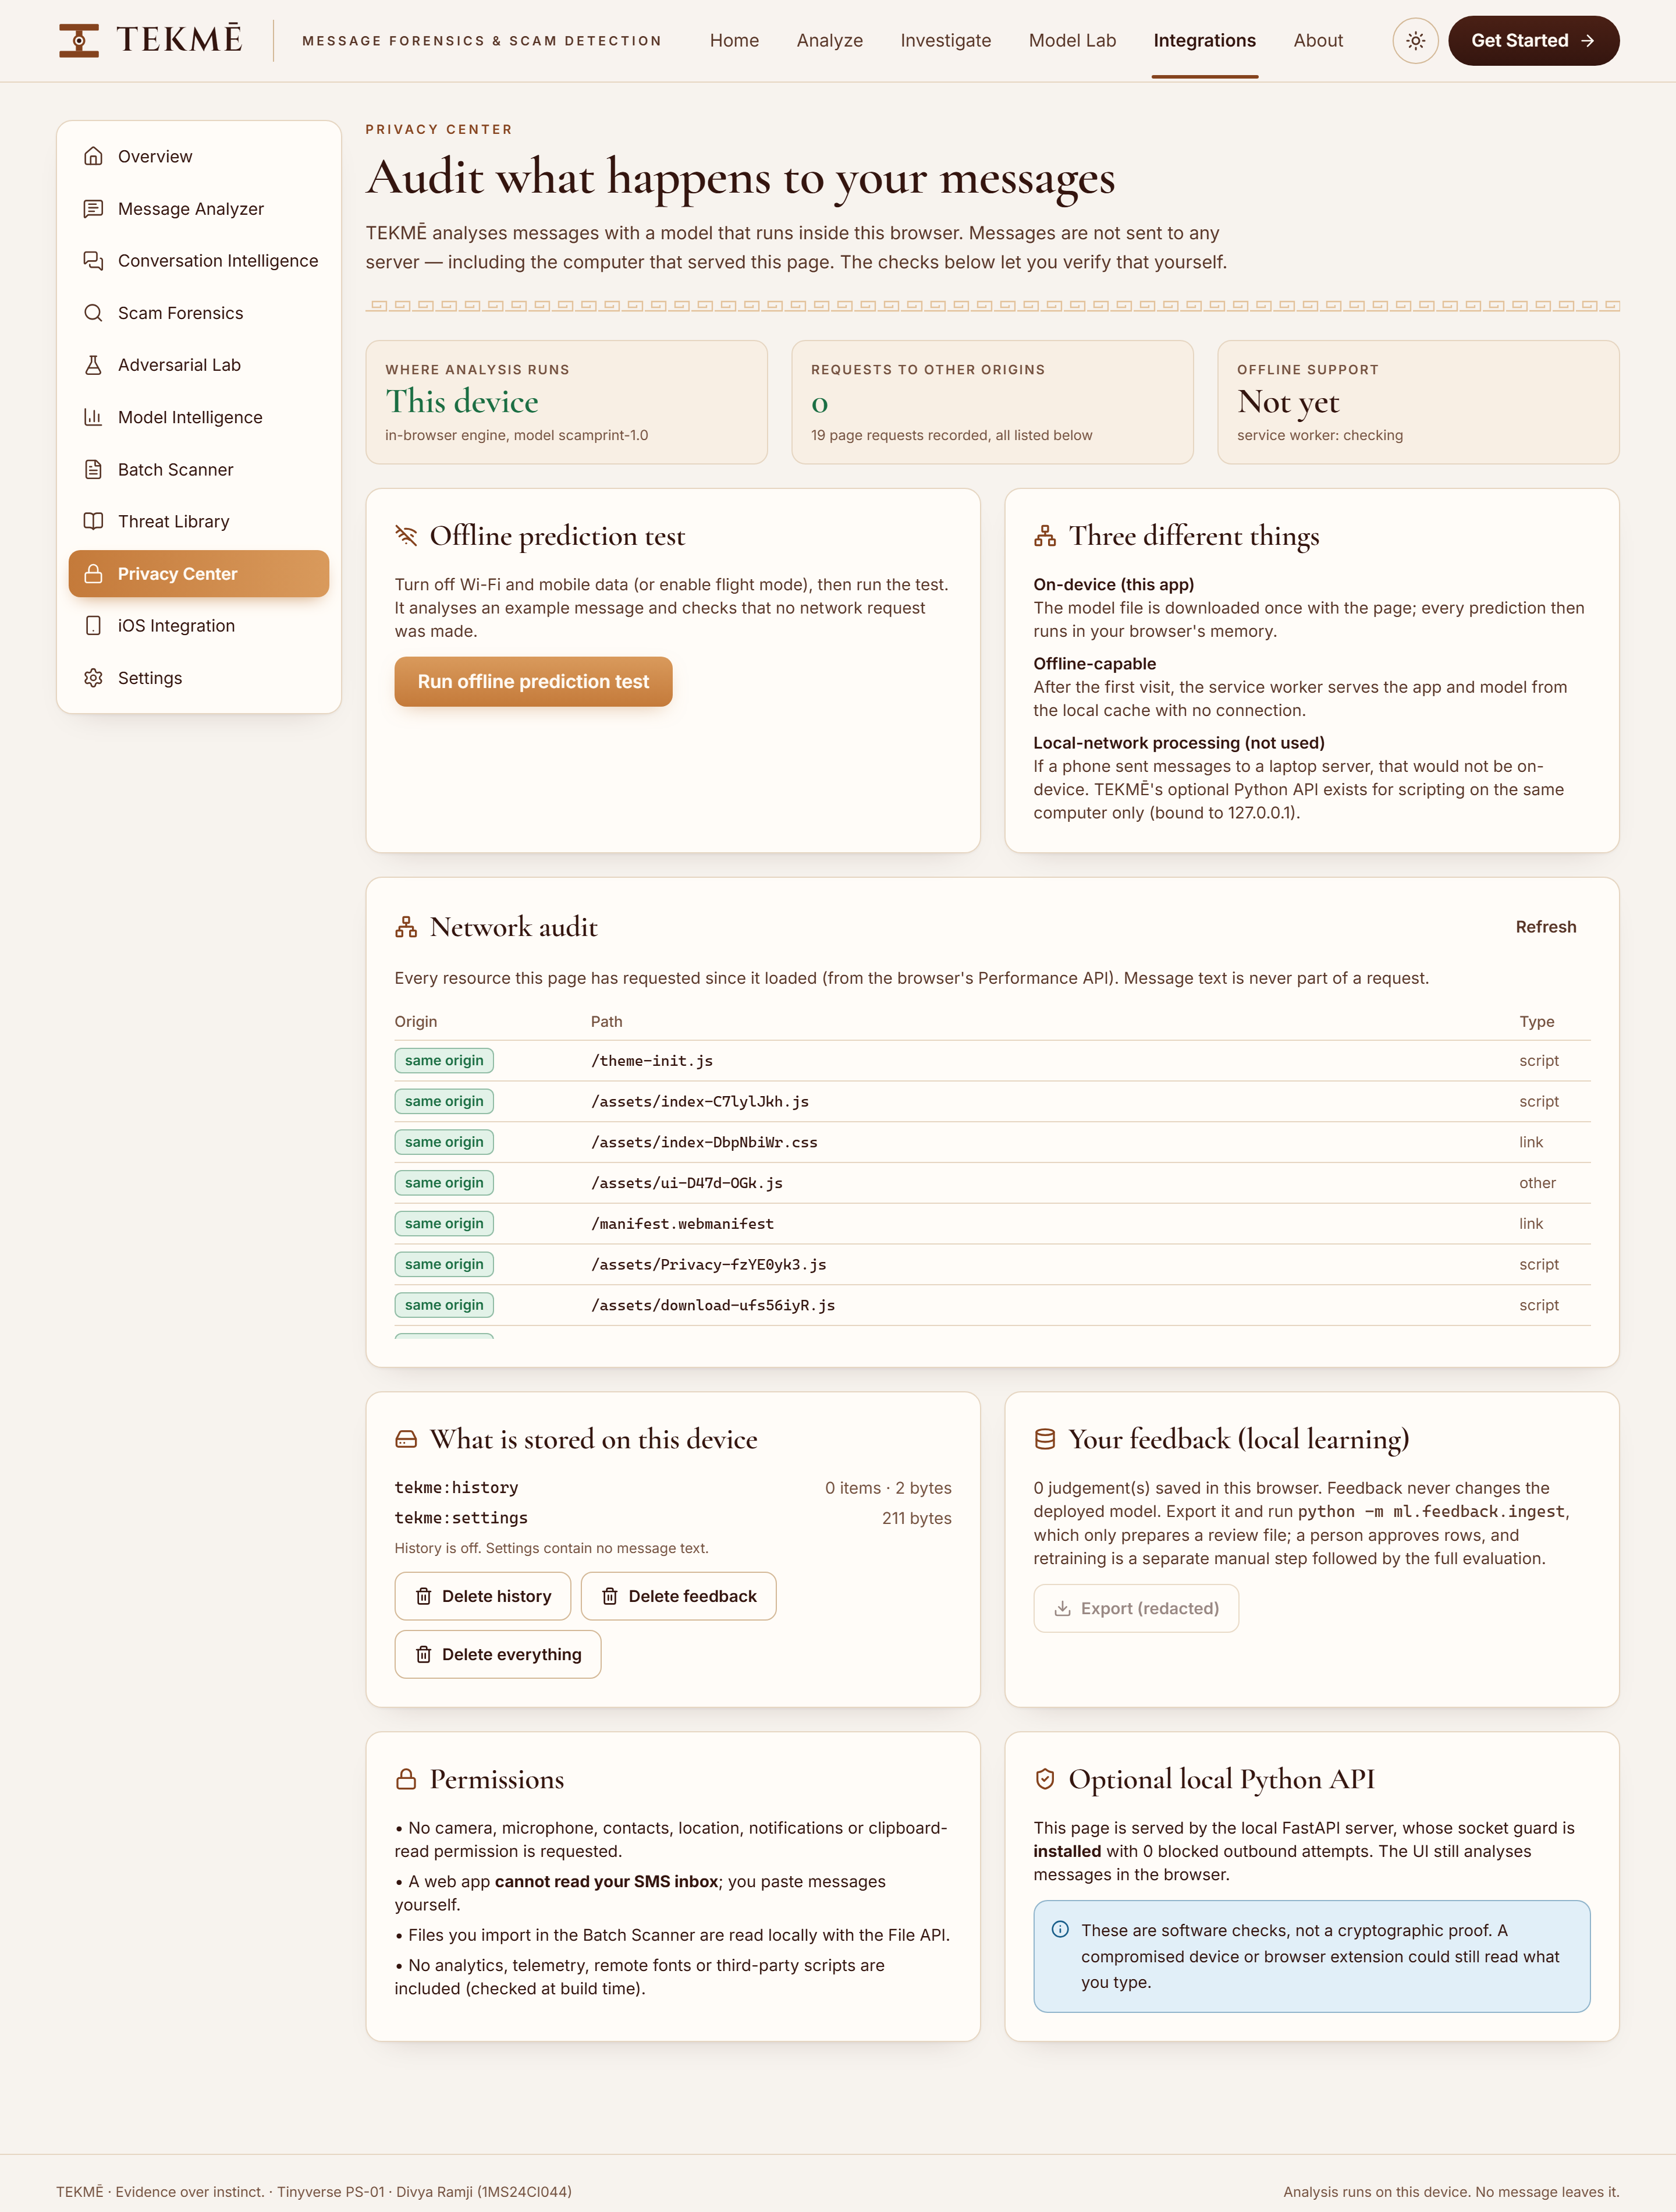 TEKMĒ
MESSAGE FORENSICS & SCAM DETECTION
Home
Analyze
Investigate
Model Lab
Integrations
About
Get Started
Overview
Message Analyzer
Conversation Intelligence
Scam Forensics
Adversarial Lab
Model Intelligence
Batch Scanner
Threat Library
Privacy Center
iOS Integration
Settings
PRIVACY CENTER
Audit what happens to your messages
TEKMĒ analyses messages with a model that runs inside this browser. Messages are not sent to any
server — including the computer that served this page. The checks below let you verify that yourself.
WHERE ANALYSIS RUNS
This device
in-browser engine, model scamprint-1.0
REQUESTS TO OTHER ORIGINS
0
19 page requests recorded, all listed below
OFFLINE SUPPORT
Not yet
service worker: checking
Offline prediction test
Turn off Wi-Fi and mobile data (or enable flight mode), then run the test.
It analyses an example message and checks that no network request
was made.
Run offline prediction test
Three different things
On-device (this app)
The model file is downloaded once with the page; every prediction then
runs in your browser's memory.
Offline-capable
After the first visit, the service worker serves the app and model from
the local cache with no connection.
Local-network processing (not used)
If a phone sent messages to a laptop server, that would not be on-
device. TEKMĒ's optional Python API exists for scripting on the same
computer only (bound to 127.0.0.1).
Network audit
Refresh
Every resource this page has requested since it loaded (from the browser's Performance API). Message text is never part of a request.
Origin Path Type
same origin /theme-init.js script
same origin /assets/index-C7lylJkh.js script
same origin /assets/index-DbpNbiWr.css link
same origin /assets/ui-D47d-OGk.js other
same origin /manifest.webmanifest link
same origin /assets/Privacy-fzYE0yk3.js script
same origin /assets/download-ufs56iyR.js script
What is stored on this device
tekme:history 0 items · 2 bytes
tekme:settings 211 bytes
History is off. Settings contain no message text.
Delete history
Delete feedback
Delete everything
Your feedback (local learning)
0 judgement(s) saved in this browser. Feedback never changes the
deployed model. Export it and run python -m ml.feedback.ingest,
which only prepares a review file; a person approves rows, and
retraining is a separate manual step followed by the full evaluation.
Export (redacted)
Permissions
• No camera, microphone, contacts, location, notifications or clipboard-
read permission is requested.
• A web app cannot read your SMS inbox; you paste messages
yourself.
• Files you import in the Batch Scanner are read locally with the File API.
• No analytics, telemetry, remote fonts or third-party scripts are
included (checked at build time).
Optional local Python API
This page is served by the local FastAPI server, whose socket guard is
installed with 0 blocked outbound attempts. The UI still analyses
messages in the browser.
These are software checks, not a cryptographic proof. A
compromised device or browser extension could still read what
you type.
TEKMĒ · Evidence over instinct. · Tinyverse PS-01 · Divya Ramji (1MS24CI044)
Analysis runs on this device. No message leaves it.